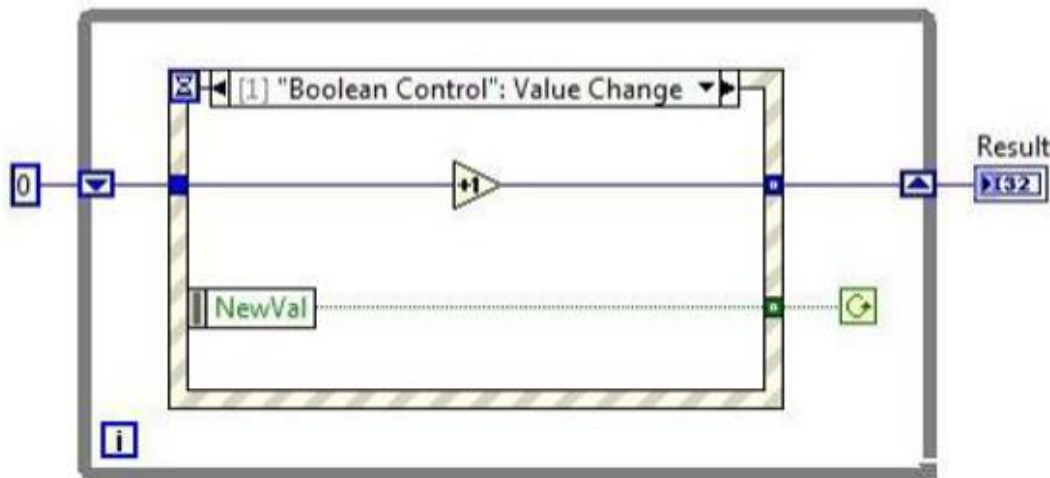 [1] "Boolean Control": Value Change
0
+1
Result
I32
NewVal
i